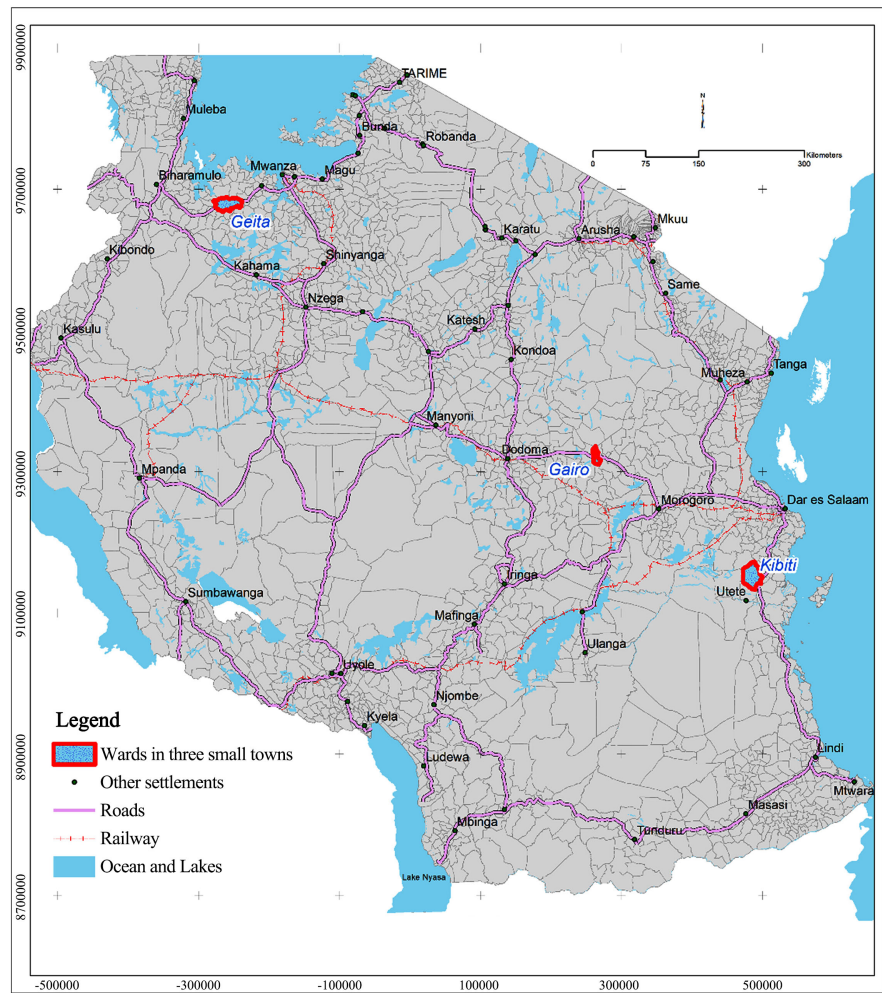 9900000
9700000
9500000
9300000
9100000
8900000
8700000
TARIME
Muleba
Bunda
Robanda
N
0 75 150 300 Kilometers
Biharamulo
Mwanza
Magu
Geita
Karatu
Arusha
Mkuu
Kibondo
Kahama
Shinyanga
Same
Nzega
Katesh
Kasulu
Kondoa
Muheza
Tanga
Manyoni
Dodoma
Gairo
Mpanda
Morogoro
Dar es Salaam
Kibiti
Iringa
Utete
Sumbawanga
Mafinga
Ulanga
Uyole
Njombe
Kyela
Ludewa
Lindi
Mtwara
Masasi
Mbinga
Tunduru
Lake Nyasa
Legend
Wards in three small towns
Other settlements
Roads
Railway
Ocean and Lakes
-500000 -300000 -100000 100000 300000 500000